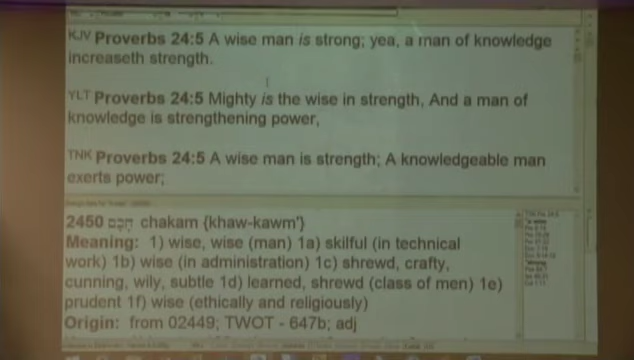 KJV Proverbs 24:5 A wise man is strong; yea, a man of knowledge
increaseth strength.
YLT Proverbs 24:5 Mighty is the wise in strength, And a man of
knowledge is strengthening power,
TNK Proverbs 24:5 A wise man is strength; A knowledgeable man
exerts power;
2450 חָכָם chakam {khaw-kawm'}
Meaning: 1) wise, wise (man) 1a) skilful (in technical
work) 1b) wise (in administration) 1c) shrewd, crafty,
cunning, wily, subtle 1d) learned, shrewd (class of men) 1e)
prudent 1f) wise (ethically and religiously)
Origin: from 02449; TWOT - 647b; adj